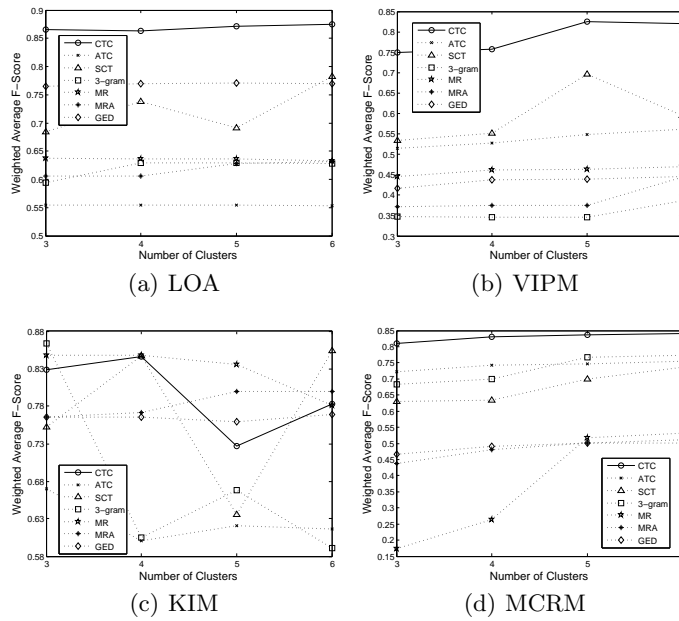 0.9
0.85
0.8
0.75
0.7
0.65
0.6
0.55
0.5
Weighted Average F−Score
CTC
ATC
SCT
3−gram
MR
MRA
GED
3 4 5 6
Number of Clusters
(a) LOA
0.85
0.8
0.75
0.7
0.65
0.6
0.55
0.5
0.45
0.4
0.35
0.3
Weighted Average F−Score
CTC
ATC
SCT
3−gram
MR
MRA
GED
3 4 5
Number of Clusters
(b) VIPM
0.88
0.83
0.78
0.73
0.68
0.63
0.58
Weighted Average F−Score
CTC
ATC
SCT
3−gram
MR
MRA
GED
3 4 5 6
Number of Clusters
(c) KIM
0.85
0.8
0.75
0.7
0.65
0.6
0.55
0.5
0.45
0.4
0.35
0.3
0.25
0.2
0.15
Weighted Average F−Score
CTC
ATC
SCT
3−gram
MR
MRA
GED
3 4 5
Number of Clusters
(d) MCRM